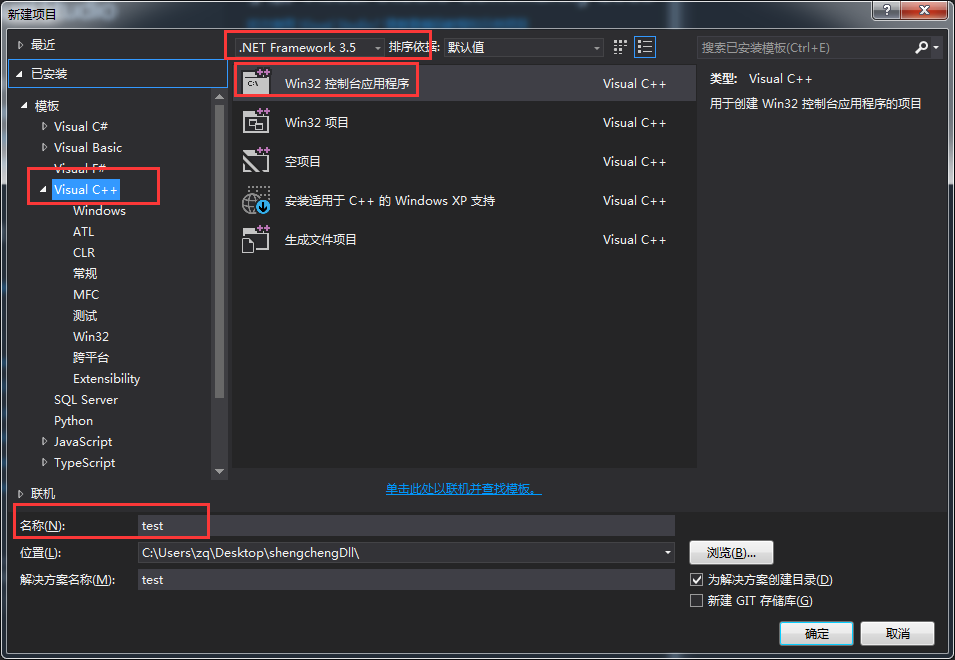 新建项目
最近
已安装
模板
Visual C#
Visual Basic
Visual F#
Visual C++
Windows
ATL
CLR
常规
MFC
测试
Win32
跨平台
Extensibility
SQL Server
Python
JavaScript
TypeScript
联机
.NET Framework 3.5 排序依据: 默认值
Win32 控制台应用程序 Visual C++
Win32 项目 Visual C++
空项目 Visual C++
安装适用于 C++ 的 Windows XP 支持 Visual C++
生成文件项目 Visual C++
单击此处以联机并查找模板。
搜索已安装模板(Ctrl+E)
类型: Visual C++
用于创建 Win32 控制台应用程序的项目
名称(N): test
位置(L): C:\Users\zq\Desktop\shengchengDll\
浏览(B)...
解决方案名称(M): test
为解决方案创建目录(D)
新建 GIT 存储库(G)
确定 取消